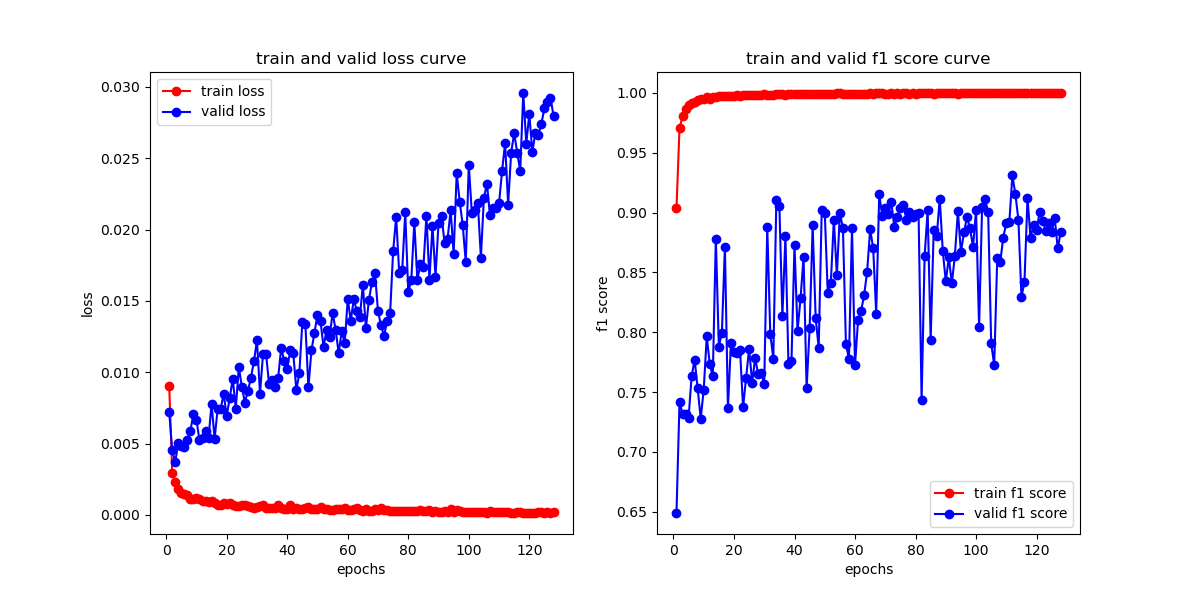 train and valid loss curve
train loss
valid loss
0.030
0.025
0.020
0.015
0.010
0.005
0.000
loss
0 20 40 60 80 100 120
epochs
train and valid f1 score curve
1.00
0.95
0.90
0.85
0.80
0.75
0.70
0.65
f1 score
train f1 score
valid f1 score
0 20 40 60 80 100 120
epochs